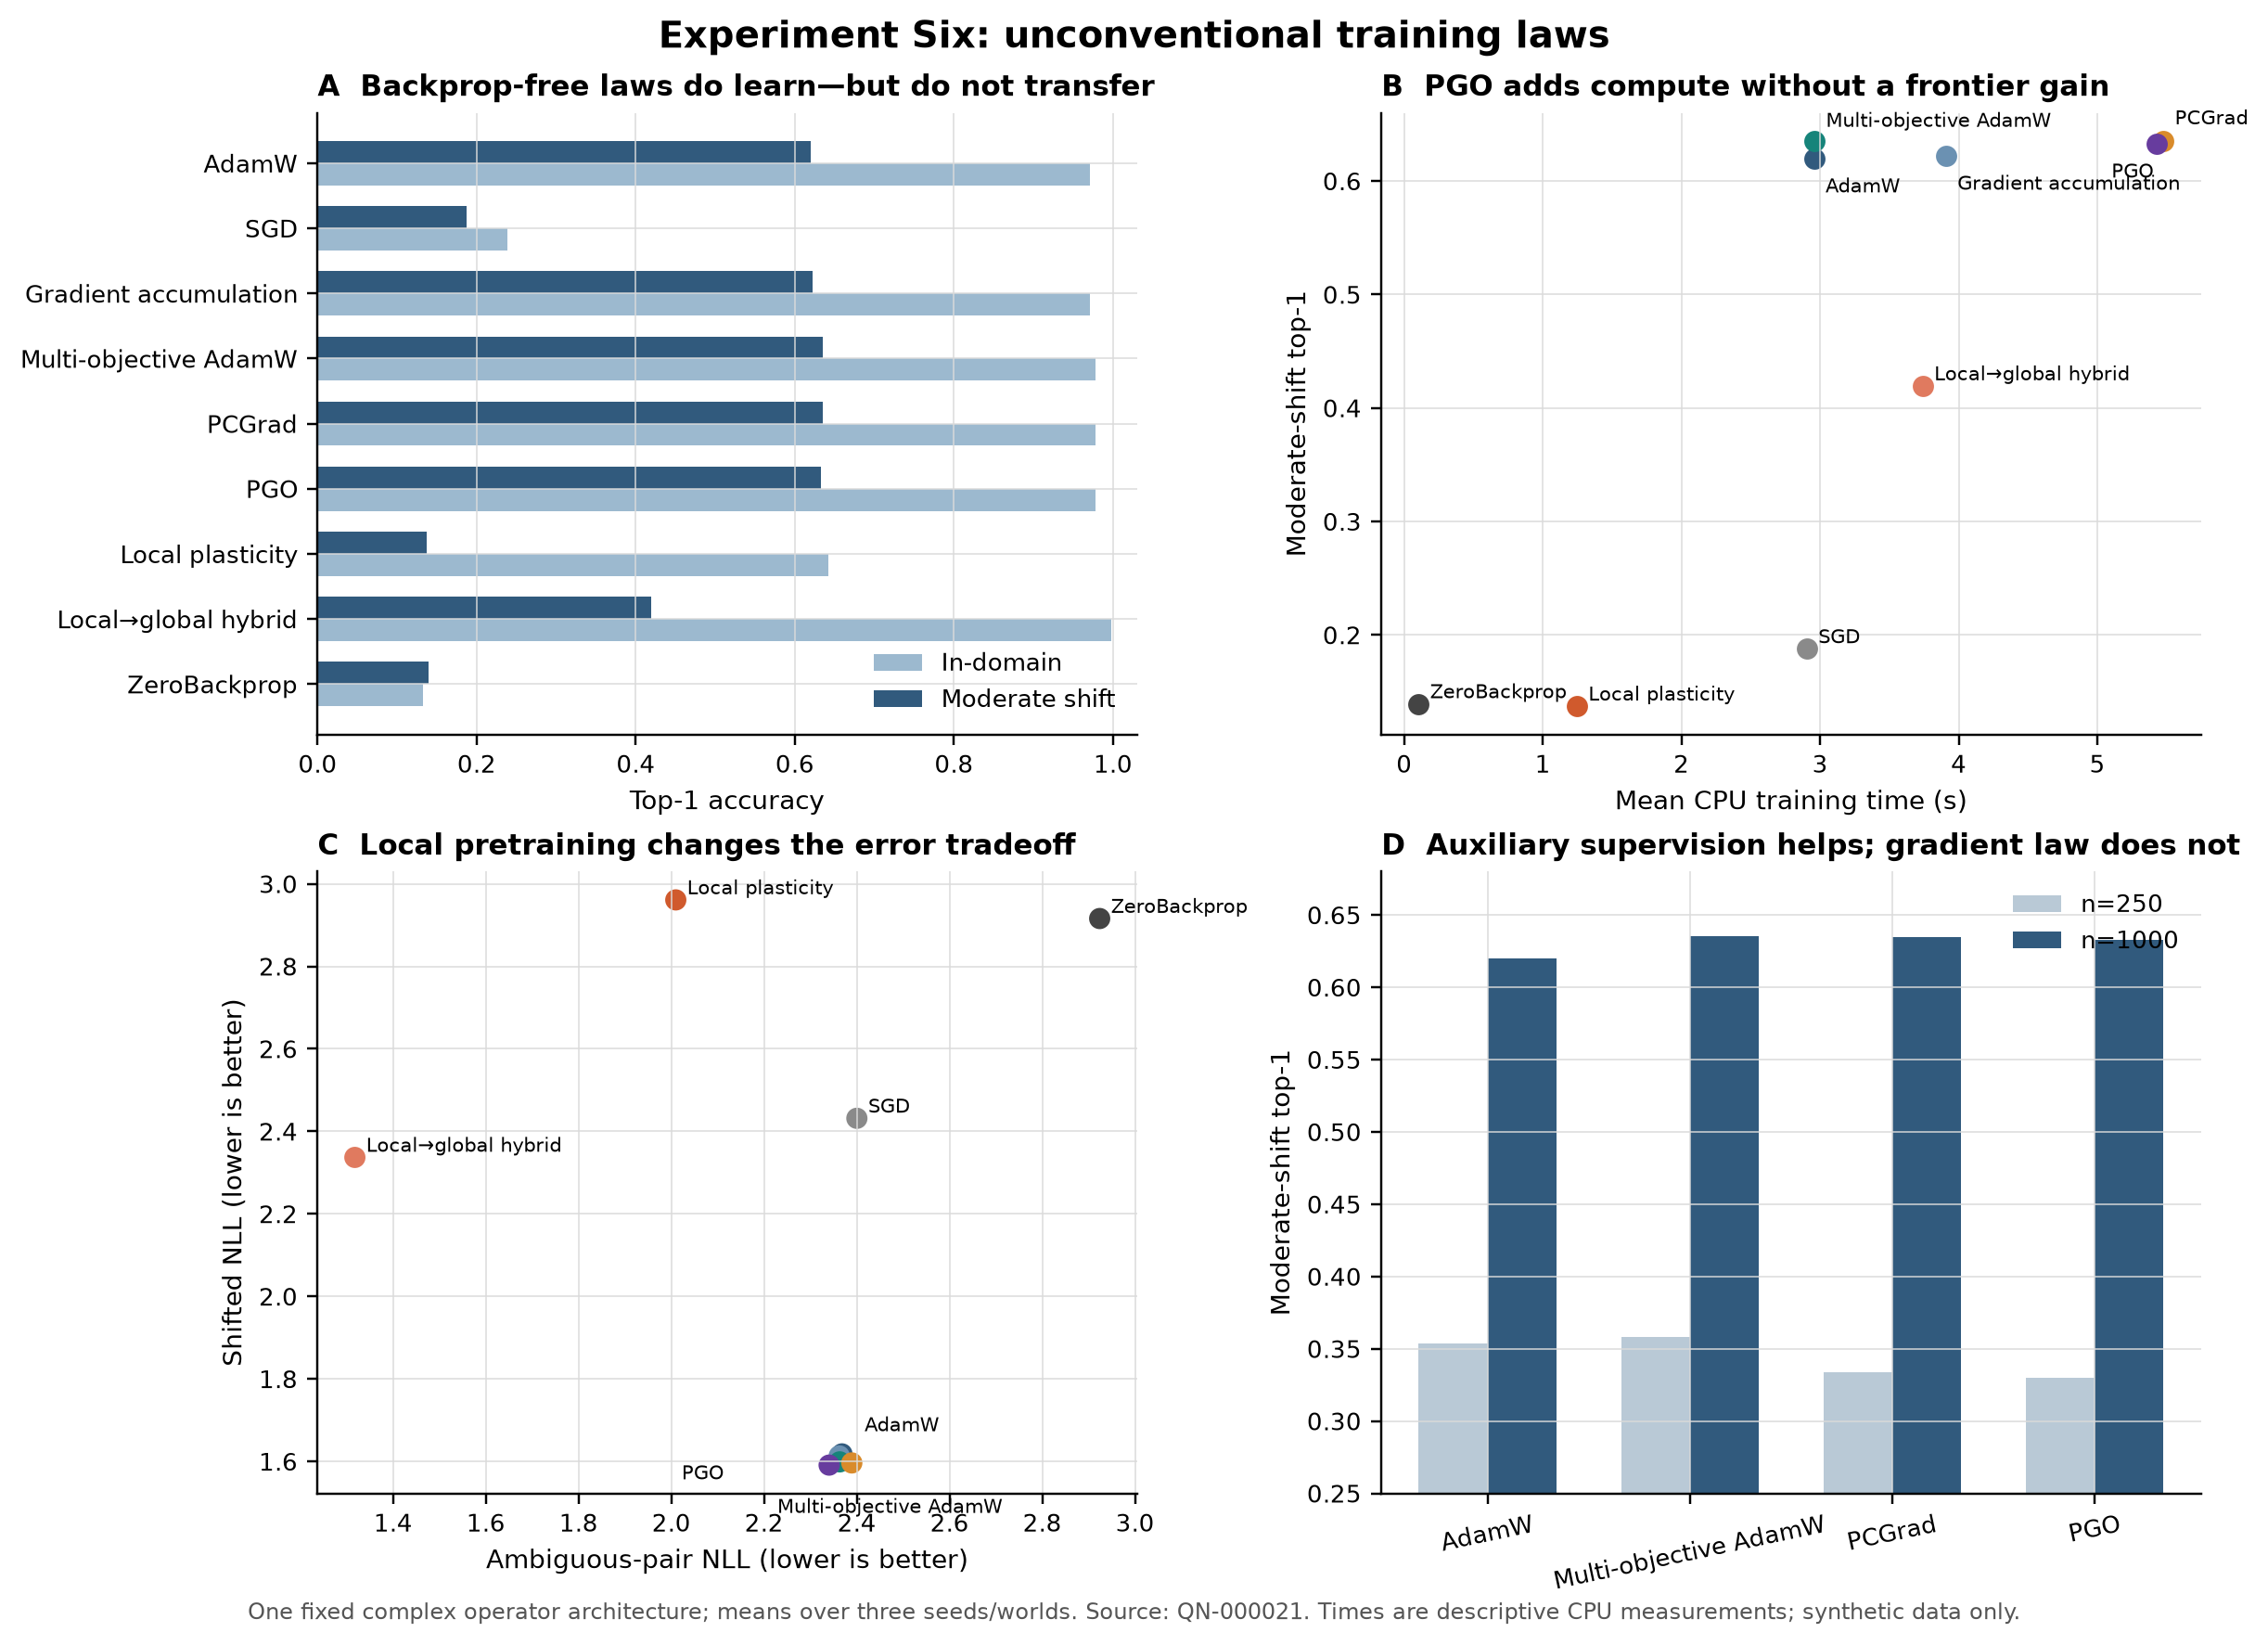 Experiment Six: unconventional training laws
A Backprop-free laws do learn—but do not transfer
AdamW
SGD
Gradient accumulation
Multi-objective AdamW
PCGrad
PGO
Local plasticity
Local→global hybrid
ZeroBackprop
In-domain
Moderate shift
0.0 0.2 0.4 0.6 0.8 1.0
Top-1 accuracy
B PGO adds compute without a frontier gain
Moderate-shift top-1
0.6
0.5
0.4
0.3
0.2
Multi-objective AdamW
PCGrad
PGO
AdamW
Gradient accumulation
Local→global hybrid
SGD
ZeroBackprop
Local plasticity
0 1 2 3 4 5
Mean CPU training time (s)
C Local pretraining changes the error tradeoff
Shifted NLL (lower is better)
3.0
2.8
2.6
2.4
2.2
2.0
1.8
1.6
Local plasticity
ZeroBackprop
SGD
Local→global hybrid
AdamW
PGO
Multi-objective AdamW
1.4 1.6 1.8 2.0 2.2 2.4 2.6 2.8 3.0
Ambiguous-pair NLL (lower is better)
D Auxiliary supervision helps; gradient law does not
Moderate-shift top-1
0.65
0.60
0.55
0.50
0.45
0.40
0.35
0.30
0.25
n=250
n=1000
AdamW
Multi-objective AdamW
PCGrad
PGO
One fixed complex operator architecture; means over three seeds/worlds. Source: QN-000021. Times are descriptive CPU measurements; synthetic data only.